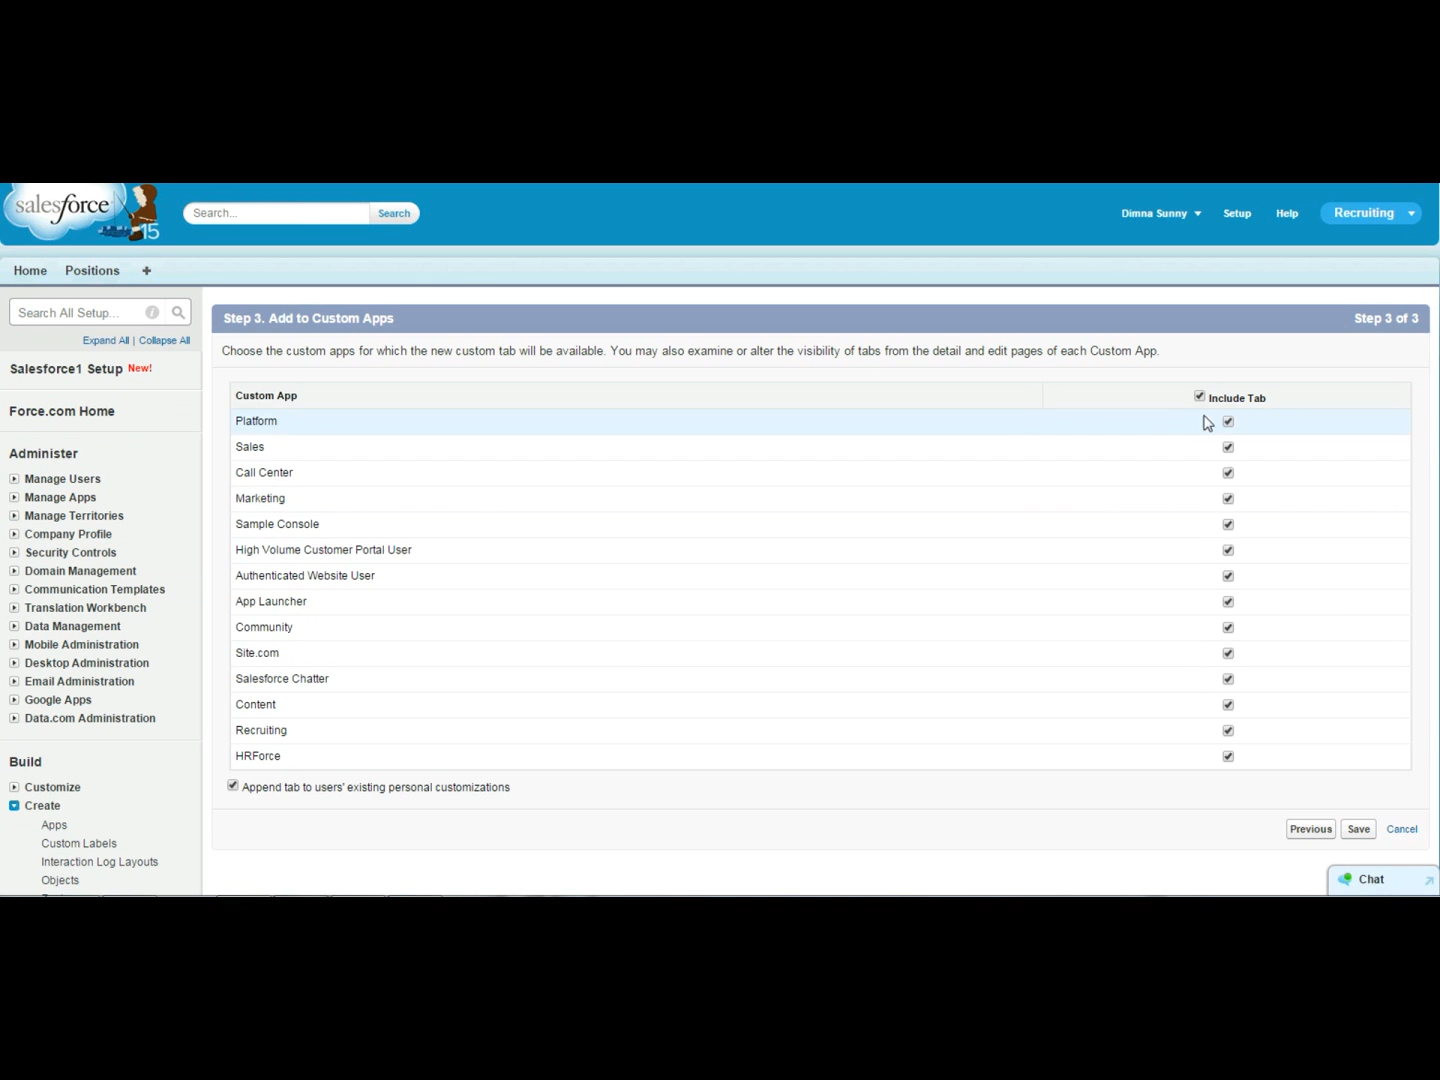 salesforce
15
Search...
Search
Dimna Sunny
Setup
Help
Recruiting
Home
Positions
+
Search All Setup...
Expand All | Collapse All
Salesforce1 Setup New!
Force.com Home
Administer
Manage Users
Manage Apps
Manage Territories
Company Profile
Security Controls
Domain Management
Communication Templates
Translation Workbench
Data Management
Mobile Administration
Desktop Administration
Email Administration
Google Apps
Data.com Administration
Build
Customize
Create
Apps
Custom Labels
Interaction Log Layouts
Objects
Step 3. Add to Custom Apps
Step 3 of 3
Choose the custom apps for which the new custom tab will be available. You may also examine or alter the visibility of tabs from the detail and edit pages of each Custom App.
Custom App
Include Tab
Platform
Sales
Call Center
Marketing
Sample Console
High Volume Customer Portal User
Authenticated Website User
App Launcher
Community
Site.com
Salesforce Chatter
Content
Recruiting
HRForce
Append tab to users' existing personal customizations
Previous
Save
Cancel
Chat